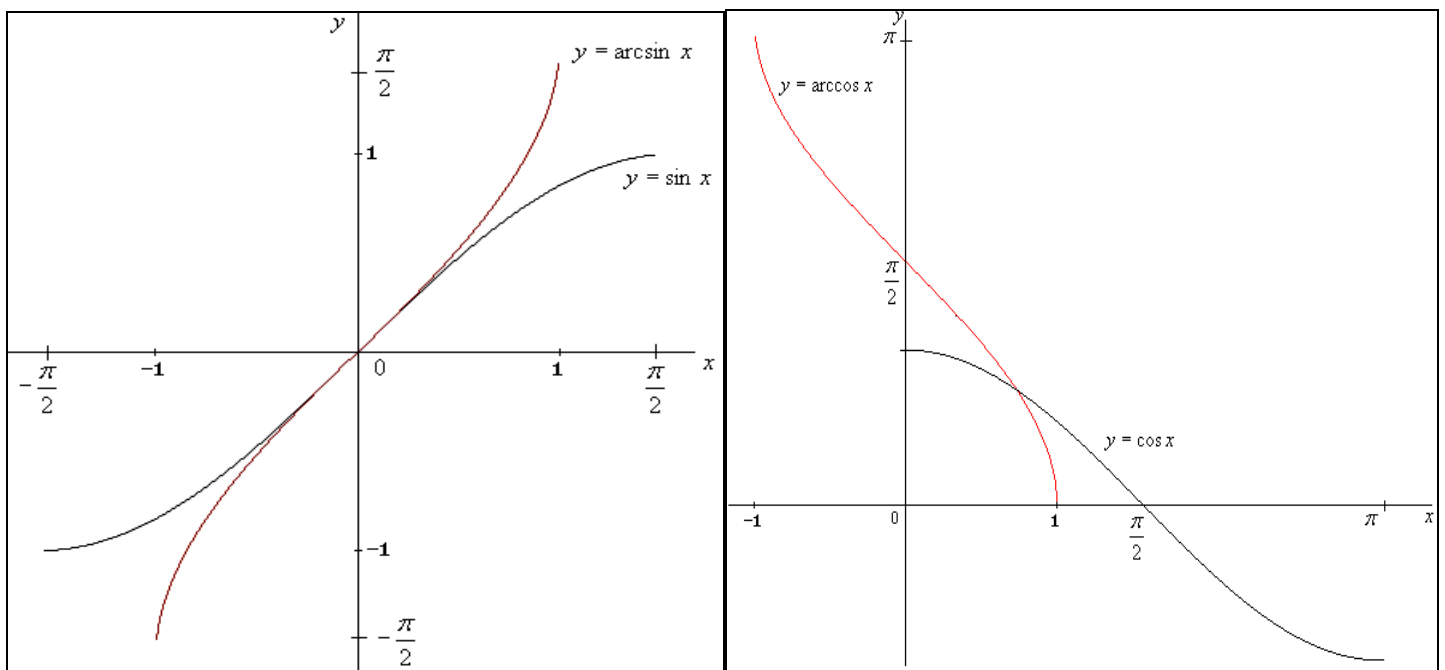 y
π/2
y = arcsin x
1
y = sin x
-π/2
-1
0
1
π/2
x
-1
-π/2
y
π
y = arccos x
π/2
y = cos x
-1
0
1
π/2
π
x